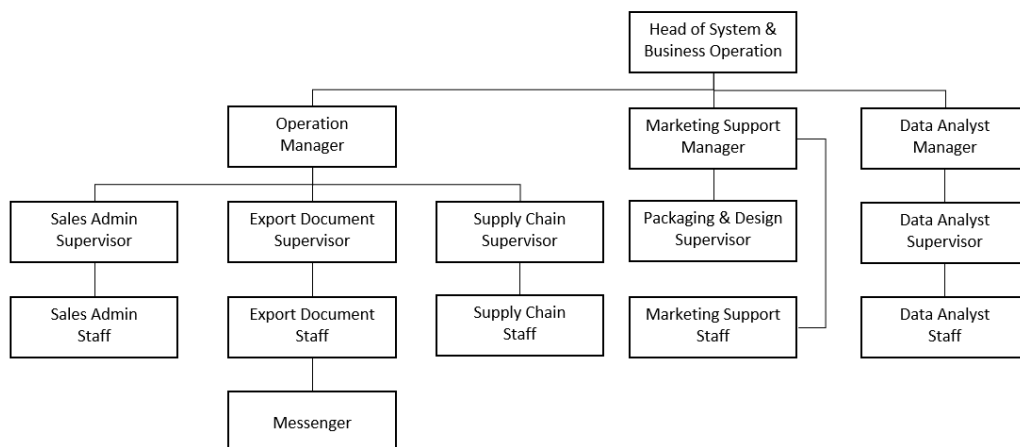 Head of System &
Business Operation
Operation
Manager
Marketing Support
Manager
Data Analyst
Manager
Sales Admin
Supervisor
Export Document
Supervisor
Supply Chain
Supervisor
Packaging & Design
Supervisor
Data Analyst
Supervisor
Sales Admin
Staff
Export Document
Staff
Supply Chain
Staff
Marketing Support
Staff
Data Analyst
Staff
Messenger